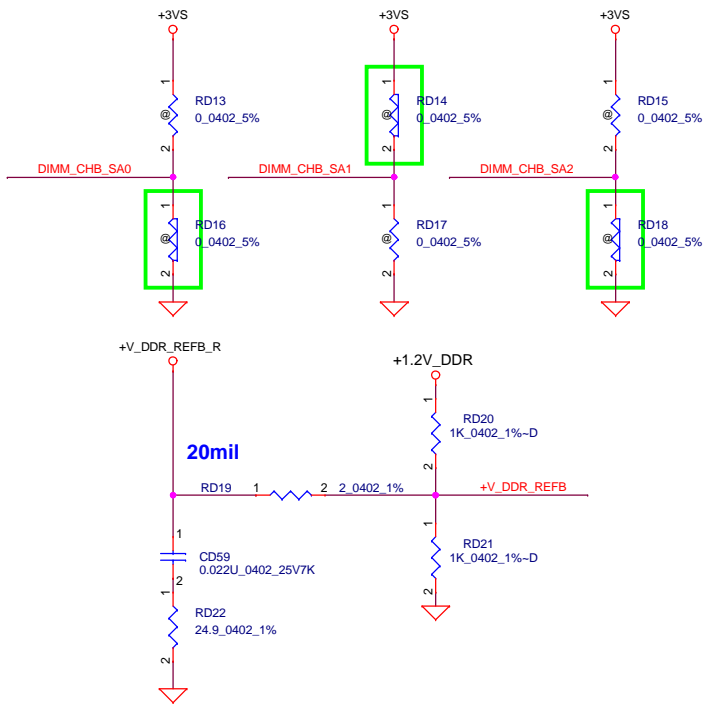 +3VS
+3VS
+3VS
1
@
2
RD13
0_0402_5%
1
@
2
RD14
0_0402_5%
1
@
2
RD15
0_0402_5%
DIMM_CHB_SA0
DIMM_CHB_SA1
DIMM_CHB_SA2
1
@
2
RD16
0_0402_5%
1
@
2
RD17
0_0402_5%
1
@
2
RD18
0_0402_5%
+V_DDR_REFB_R
+1.2V_DDR
1
2
RD20
1K_0402_1%~D
20mil
RD19
1
2
2_0402_1%
+V_DDR_REFB
1
2
CD59
0.022U_0402_25V7K
1
2
RD21
1K_0402_1%~D
1
2
RD22
24.9_0402_1%